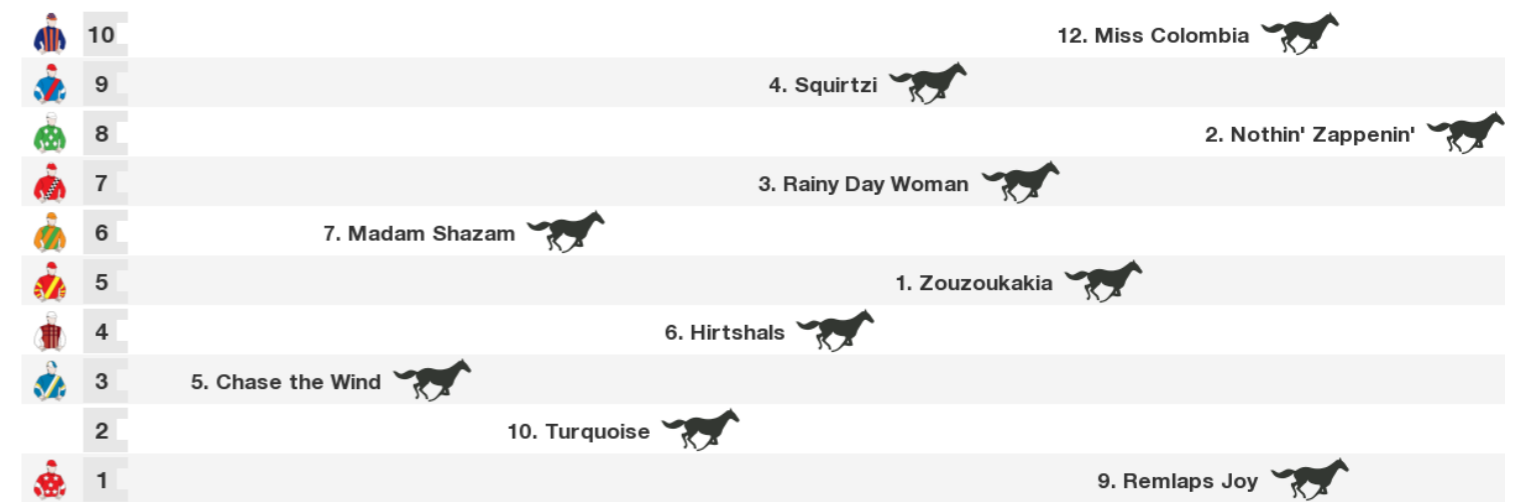 10 12. Miss Colombia
9 4. Squirtzi
8 2. Nothin' Zappenin'
7 3. Rainy Day Woman
6 7. Madam Shazam
5 1. Zouzoukakia
4 6. Hirtshals
3 5. Chase the Wind
2 10. Turquoise
1 9. Remlaps Joy